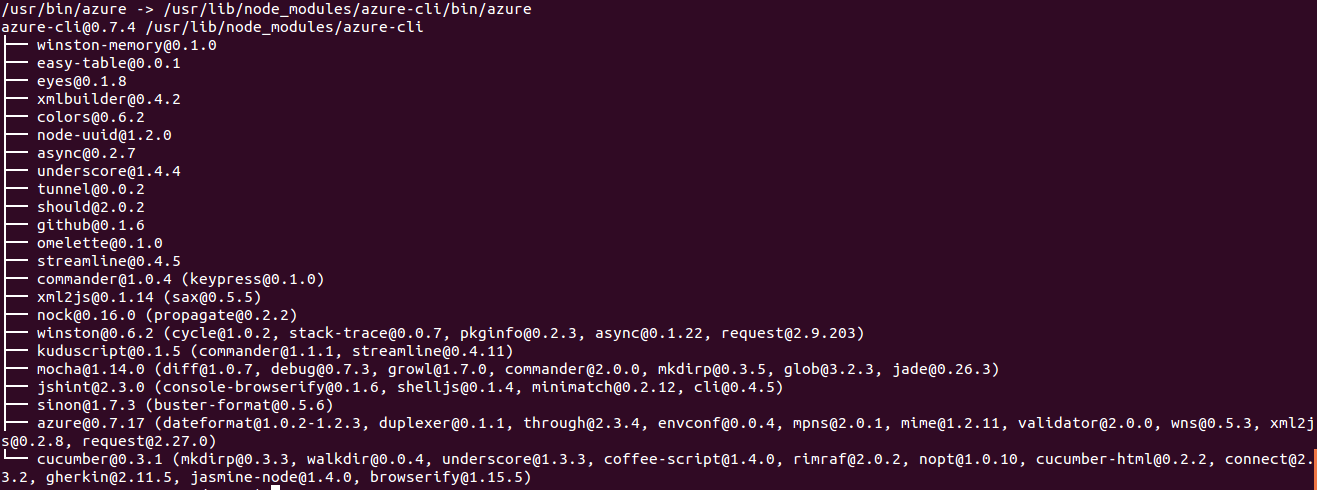 /usr/bin/azure -> /usr/lib/node_modules/azure-cli/bin/azure
azure-cli@0.7.4 /usr/lib/node_modules/azure-cli
├── winston-memory@0.1.0
├── easy-table@0.0.1
├── eyes@0.1.8
├── xmlbuilder@0.4.2
├── colors@0.6.2
├── node-uuid@1.2.0
├── async@0.2.7
├── underscore@1.4.4
├── tunnel@0.0.2
├── should@2.0.2
├── github@0.1.6
├── omelette@0.1.0
├── streamline@0.4.5
├── commander@1.0.4 (keypress@0.1.0)
├── xml2js@0.1.14 (sax@0.5.5)
├── nock@0.16.0 (propagate@0.2.2)
├── winston@0.6.2 (cycle@1.0.2, stack-trace@0.0.7, pkginfo@0.2.3, async@0.1.22, request@2.9.203)
├── kuduscript@0.1.5 (commander@1.1.1, streamline@0.4.11)
├── mocha@1.14.0 (diff@1.0.7, debug@0.7.3, growl@1.7.0, commander@2.0.0, mkdirp@0.3.5, glob@3.2.3, jade@0.26.3)
├── jshint@2.3.0 (console-browserify@0.1.6, shelljs@0.1.4, minimatch@0.2.12, cli@0.4.5)
├── sinon@1.7.3 (buster-format@0.5.6)
├── azure@0.7.17 (dateformat@1.0.2-1.2.3, duplexer@0.1.1, through@2.3.4, envconf@0.0.4, mpns@2.0.1, mime@1.2.11, validator@2.0.0, wns@0.5.3, xml2j
s@0.2.8, request@2.27.0)
└── cucumber@0.3.1 (mkdirp@0.3.3, walkdir@0.0.4, underscore@1.3.3, coffee-script@1.4.0, rimraf@2.0.2, nopt@1.0.10, cucumber-html@0.2.2, connect@2.
3.2, gherkin@2.11.5, jasmine-node@1.4.0, browserify@1.15.5)